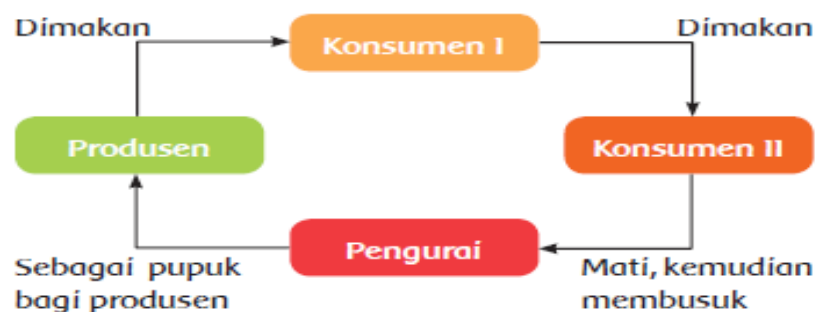 Dimakan
Konsumen I
Dimakan
Produsen
Konsumen II
Pengurai
Sebagai pupuk
bagi produsen
Mati, kemudian
membusuk